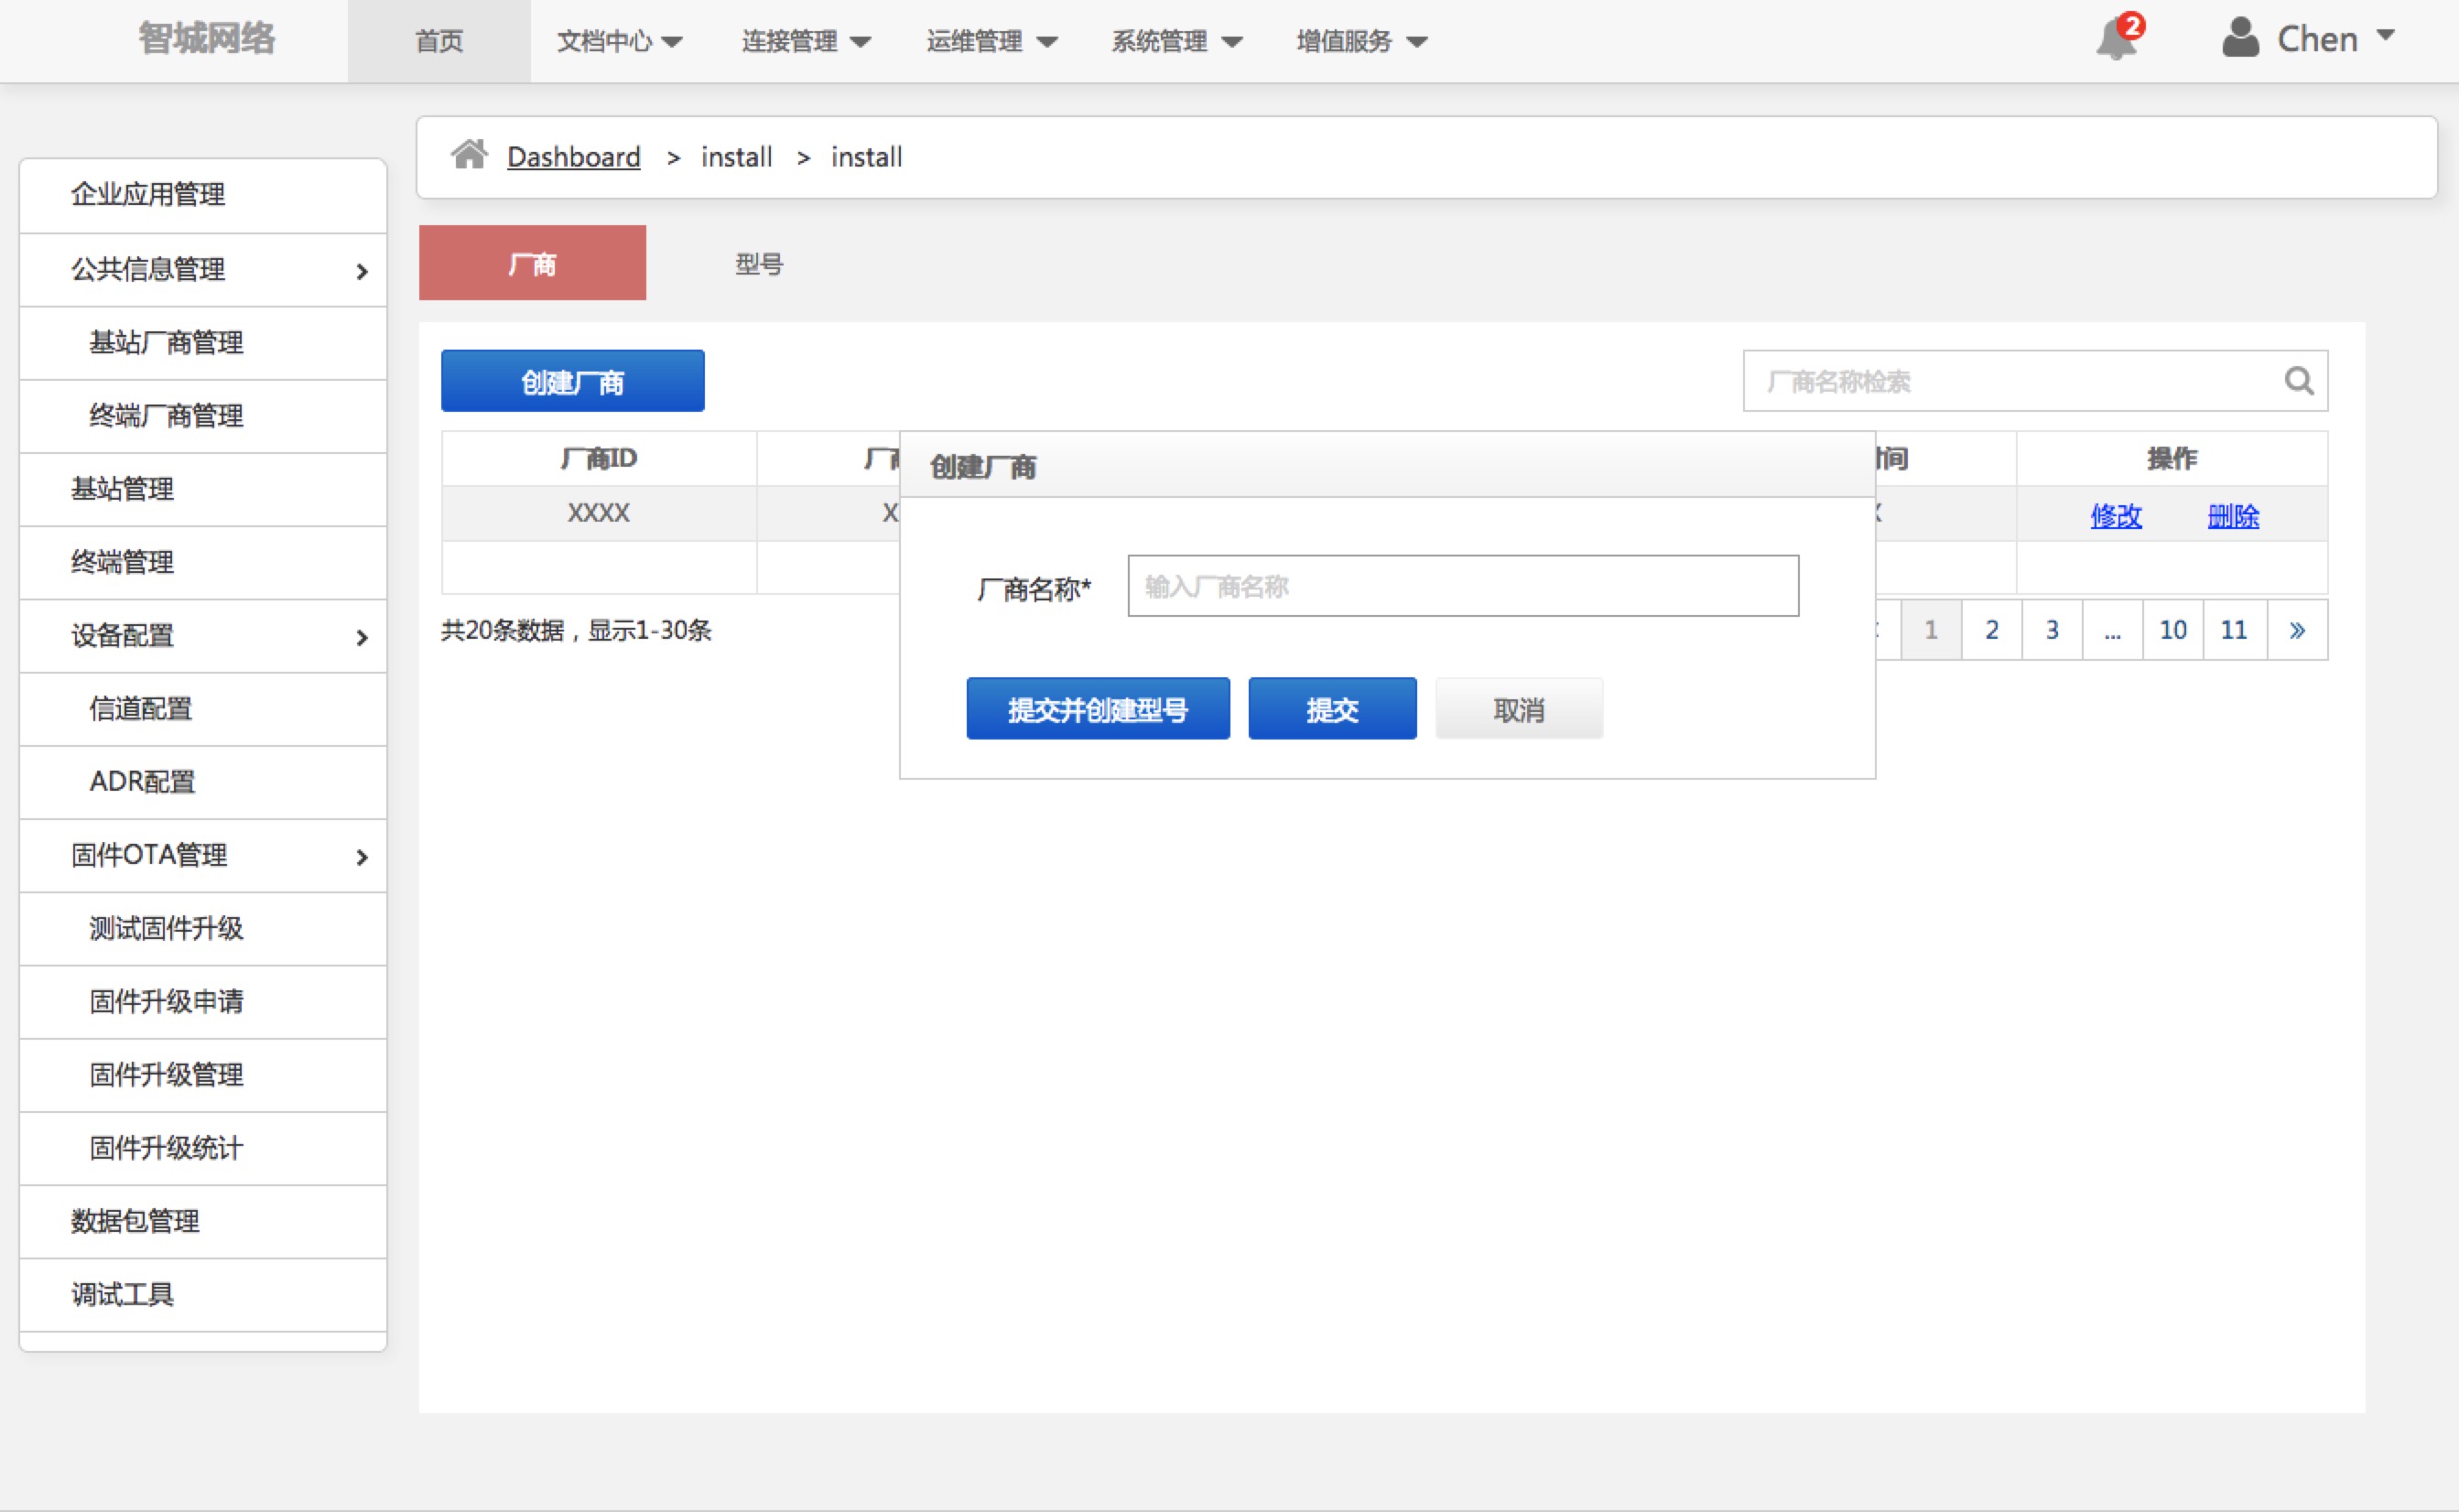 智城网络 首页 文档中心 连接管理 运维管理 系统管理 增值服务 2 Chen
Dashboard > install > install
企业应用管理
公共信息管理
基站厂商管理
终端厂商管理
基站管理
终端管理
设备配置
信道配置
ADR配置
固件OTA管理
测试固件升级
固件升级申请
固件升级管理
固件升级统计
数据包管理
调试工具
厂商 型号
创建厂商 厂商名称检索
厂商ID 厂 间 操作
XXXX X 修改 删除
共20条数据，显示1-30条 1 2 3 ... 10 11 »
创建厂商
厂商名称* 输入厂商名称
提交并创建型号 提交 取消